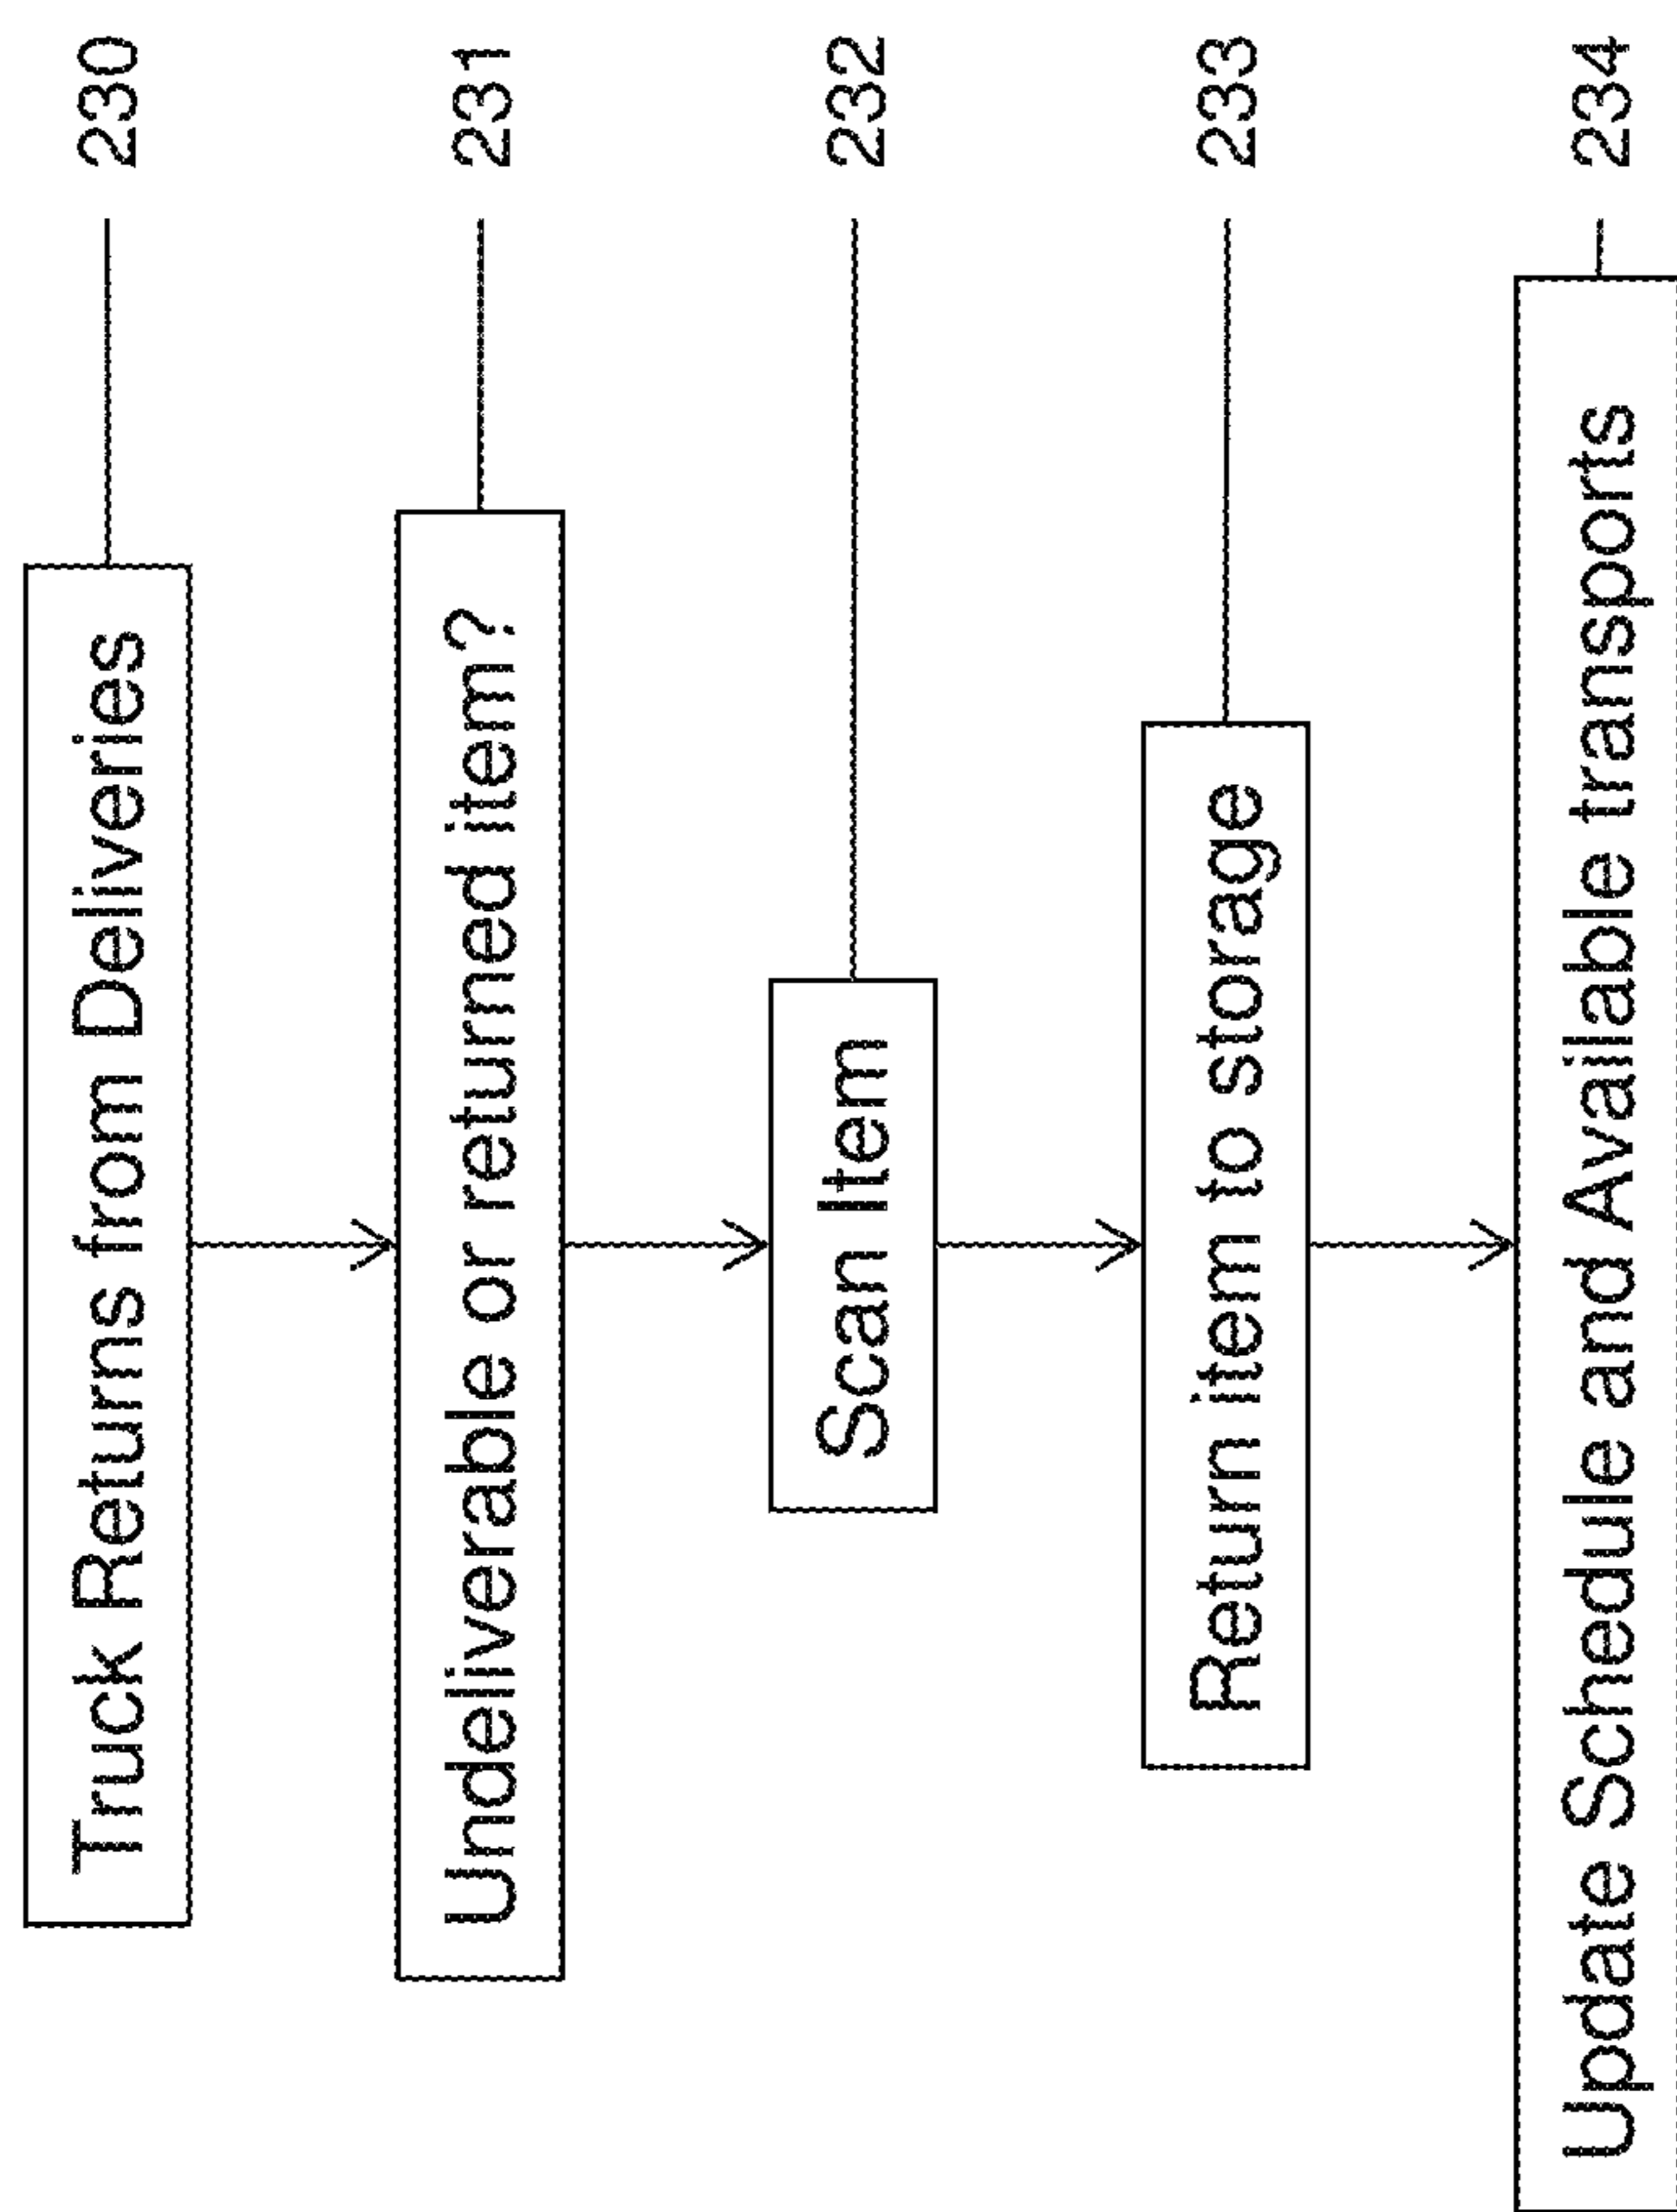 Truck Returns from Deliveries 230
Undeliverable or returned item? 231
Scan Item 232
Return item to storage 233
Update Schedule and Available transports 234